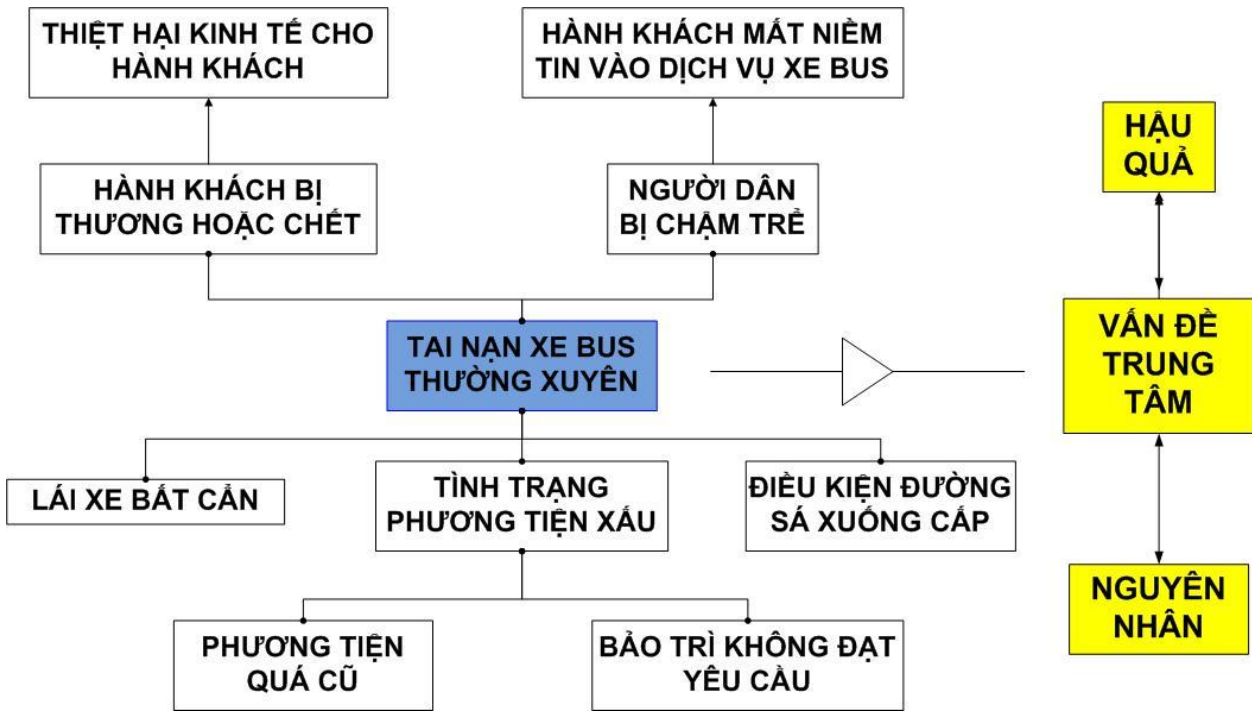 THIỆT HẠI KINH TẾ CHO
HÀNH KHÁCH
HÀNH KHÁCH MẤT NIỀM
TIN VÀO DỊCH VỤ XE BUS
HẬU
QUẢ
HÀNH KHÁCH BỊ
THƯƠNG HOẶC CHẾT
NGƯỜI DÂN
BỊ CHẬM TRỄ
TAI NẠN XE BUS
THƯỜNG XUYÊN
VẤN ĐỀ
TRUNG
TÂM
LÁI XE BẤT CẨN
TÌNH TRẠNG
PHƯƠNG TIỆN XẤU
ĐIỀU KIỆN ĐƯỜNG
SÁ XUỐNG CẤP
NGUYÊN
NHÂN
PHƯƠNG TIỆN
QUÁ CŨ
BẢO TRÌ KHÔNG ĐẠT
YÊU CẦU